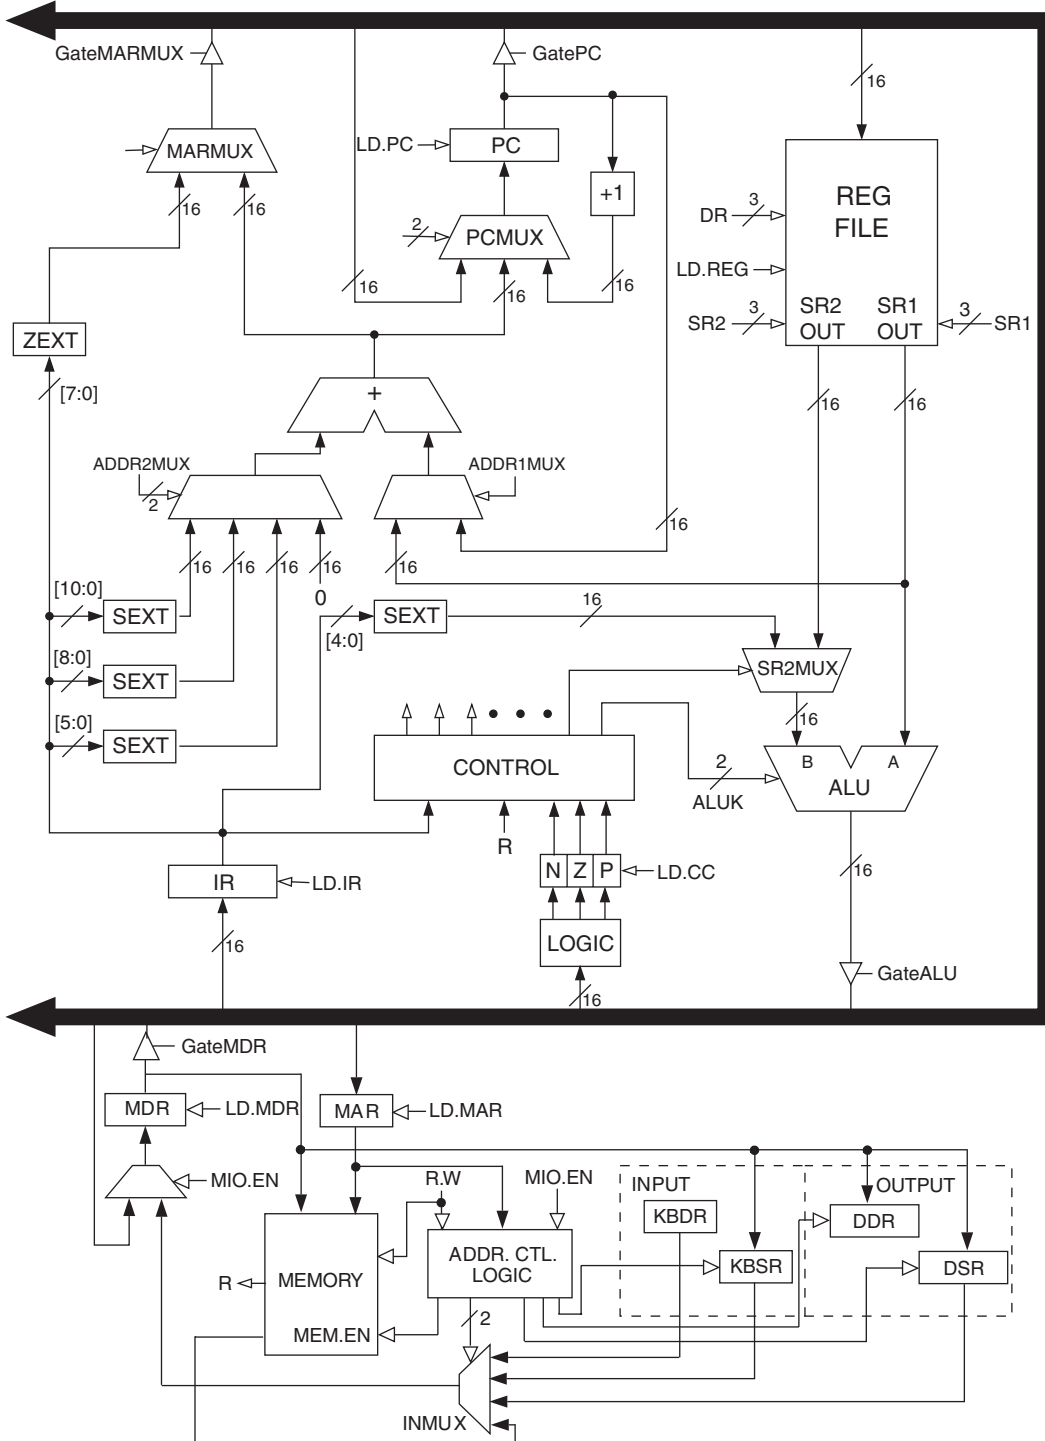 GateMARMUX
GatePC
16
MARMUX
LD.PC
PC
+1
REG
FILE
DR
3
LD.REG
SR2
3
SR2
OUT
SR1
OUT
3
SR1
16
16
2
PCMUX
16
16
16
ZEXT
[7:0]
+
16
16
ADDR2MUX
2
ADDR1MUX
16
16
16
16
16
16
0
[10:0]
SEXT
[4:0]
SEXT
16
[8:0]
SEXT
SR2MUX
16
[5:0]
SEXT
CONTROL
2
ALUK
B
A
ALU
R
IR
LD.IR
N
Z
P
LD.CC
16
16
LOGIC
16
GateALU
GateMDR
MDR
LD.MDR
MAR
LD.MAR
MIO.EN
R.W
MIO.EN
INPUT
OUTPUT
KBDR
DDR
MEMORY
R
MEM.EN
ADDR. CTL.
LOGIC
KBSR
DSR
2
INMUX